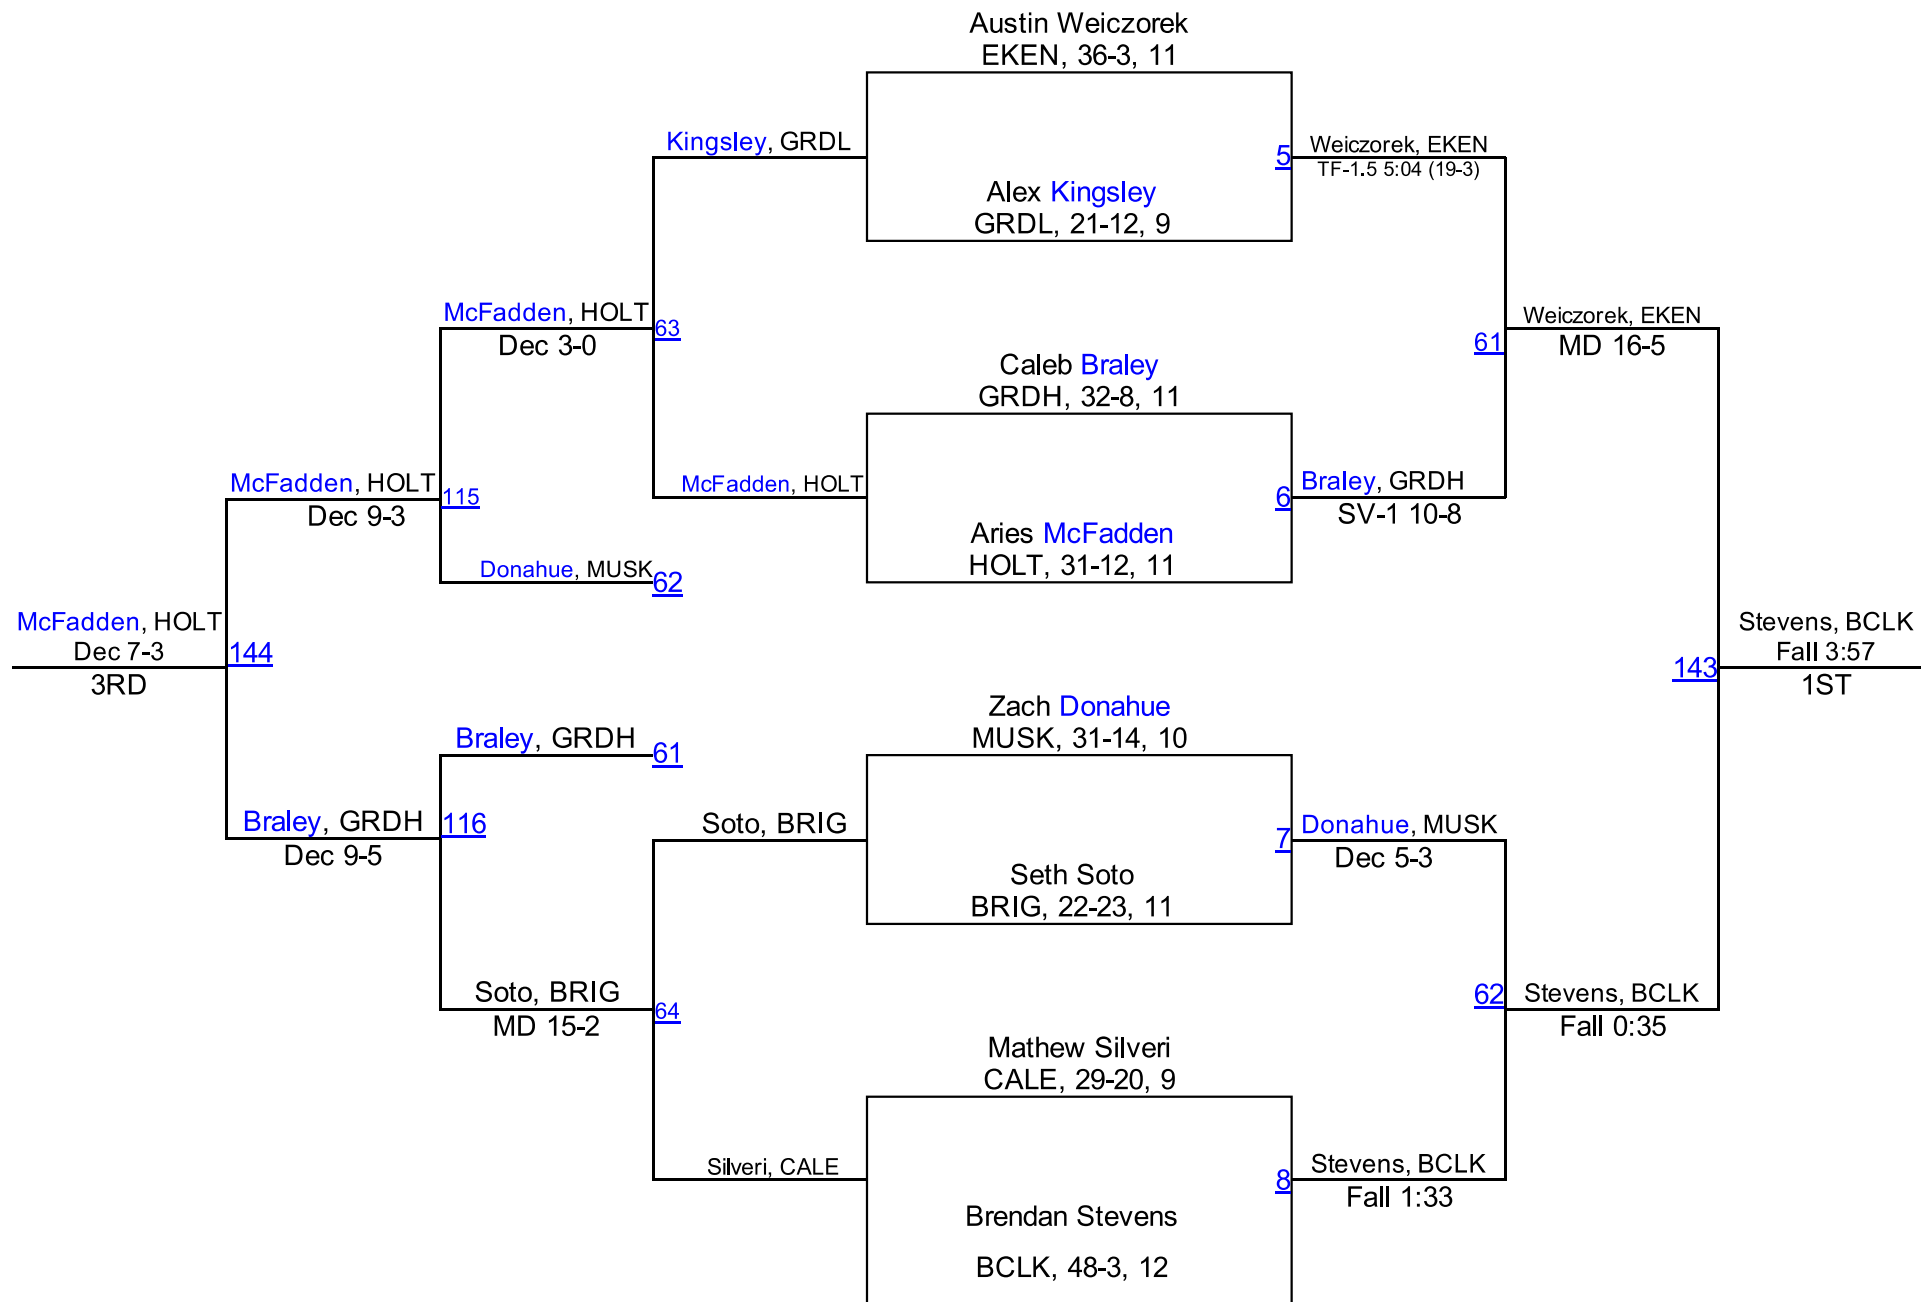 Austin Weiczorek
EKEN, 36-3, 11
Kingsley, GRDL
5
Weiczorek, EKEN
TF-1.5 5:04 (19-3)
Alex Kingsley
GRDL, 21-12, 9
McFadden, HOLT
Dec 3-0
63
Weiczorek, EKEN
MD 16-5
61
Caleb Braley
GRDH, 32-8, 11
McFadden, HOLT
Dec 9-3
115
McFadden, HOLT
6
Braley, GRDH
SV-1 10-8
Aries McFadden
HOLT, 31-12, 11
Donahue, MUSK
62
McFadden, HOLT
Dec 7-3
3RD
144
Stevens, BCLK
Fall 3:57
1ST
143
Zach Donahue
MUSK, 31-14, 10
Braley, GRDH
61
Braley, GRDH
Dec 9-5
116
Soto, BRIG
7
Donahue, MUSK
Dec 5-3
Seth Soto
BRIG, 22-23, 11
Soto, BRIG
MD 15-2
64
62
Stevens, BCLK
Fall 0:35
Mathew Silveri
CALE, 29-20, 9
Silveri, CALE
8
Stevens, BCLK
Fall 1:33
Brendan Stevens
BCLK, 48-3, 12